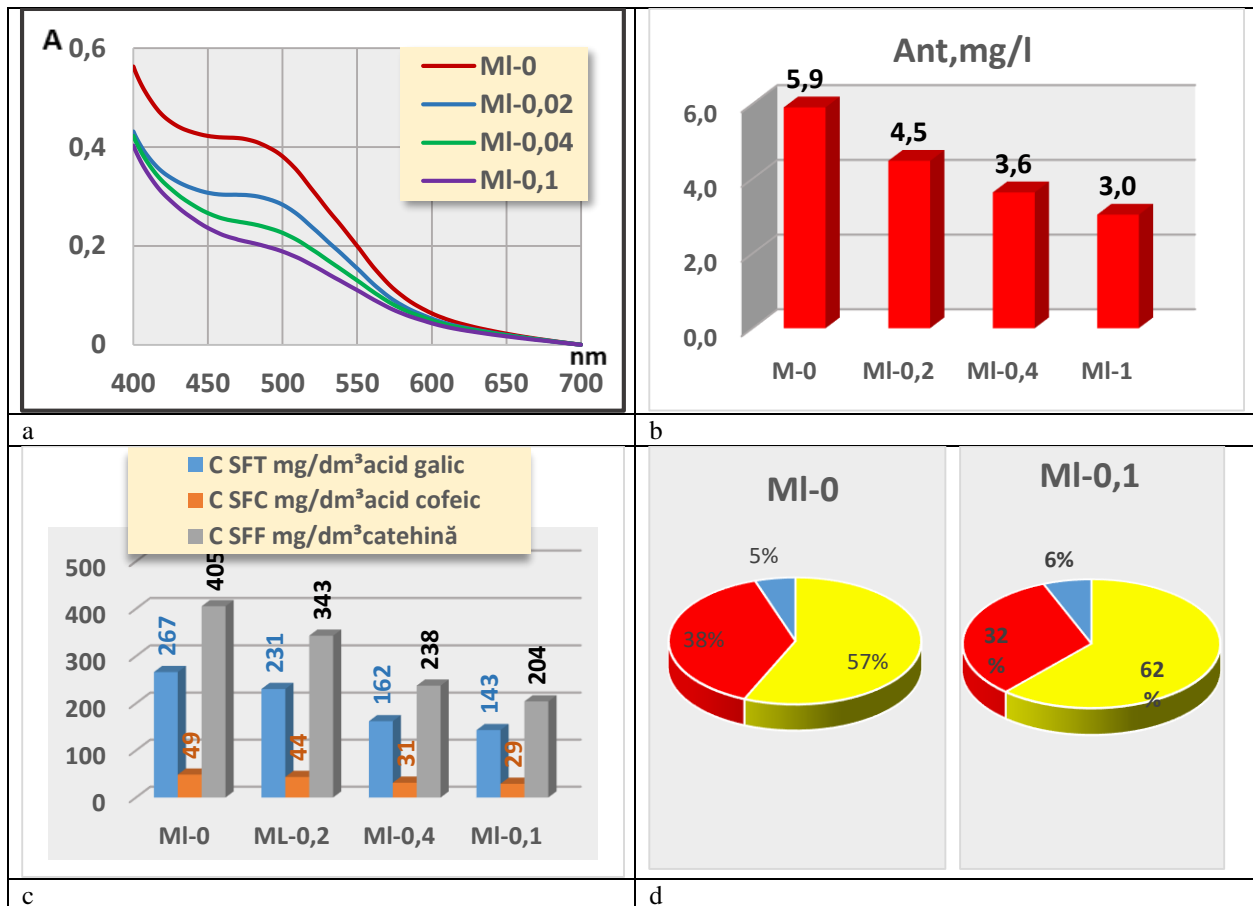 A
0,6
0,4
0,2
0
400 450 500 550 600 650 700
nm
Ml-0
Ml-0,02
Ml-0,04
Ml-0,1
a
Ant,mg/l
6,0
4,0
2,0
0,0
5,9
4,5
3,6
3,0
M-0 Ml-0,2 Ml-0,4 Ml-1
b
C SFT mg/dm³acid galic
C SFC mg/dm³acid cofeic
C SFF mg/dm³catehină
500
400
300
200
100
0
267 49 405
231 44 343
162 31 238
143 29 204
Ml-0 ML-0,2 Ml-0,4 Ml-0,1
c
Ml-0
5%
38%
57%
Ml-0,1
6%
32
%
62
%
d